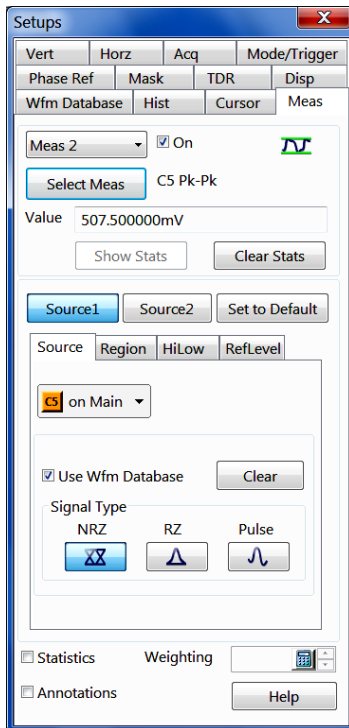 Setups
Vert Horz Acq Mode/Trigger
Phase Ref Mask TDR Disp
Wfm Database Hist Cursor Meas
Meas 2 On
Select Meas C5 Pk-Pk
Value 507.500000mV
Show Stats Clear Stats
Source1 Source2 Set to Default
Source Region HiLow RefLevel
C5 on Main
Use Wfm Database Clear
Signal Type
NRZ RZ Pulse
Statistics Weighting
Annotations Help